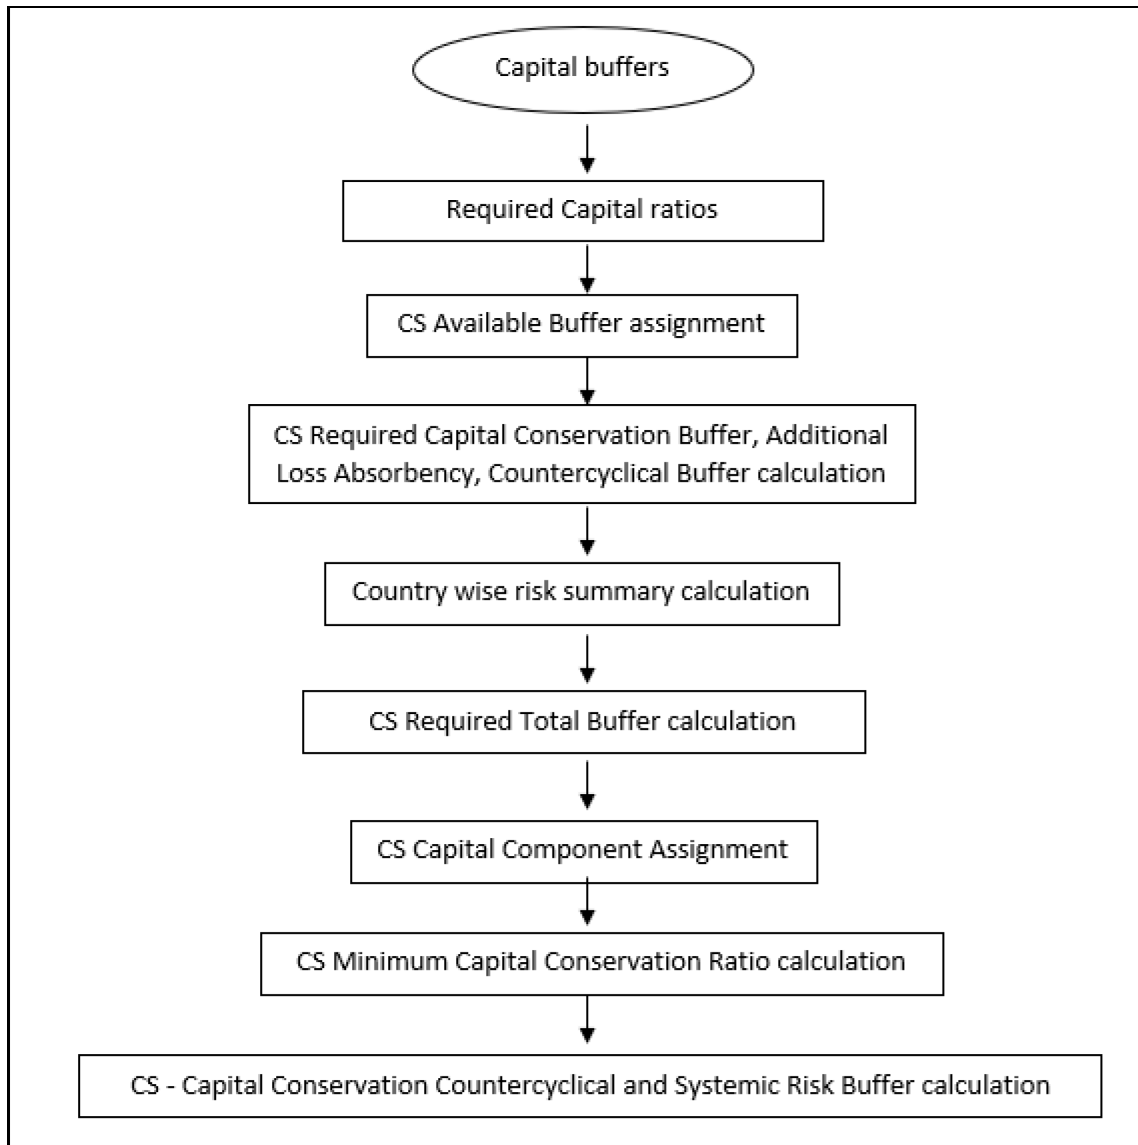 Capital buffers
Required Capital ratios
CS Available Buffer assignment
CS Required Capital Conservation Buffer, Additional
Loss Absorbency, Countercyclical Buffer calculation
Country wise risk summary calculation
CS Required Total Buffer calculation
CS Capital Component Assignment
CS Minimum Capital Conservation Ratio calculation
CS - Capital Conservation Countercyclical and Systemic Risk Buffer calculation